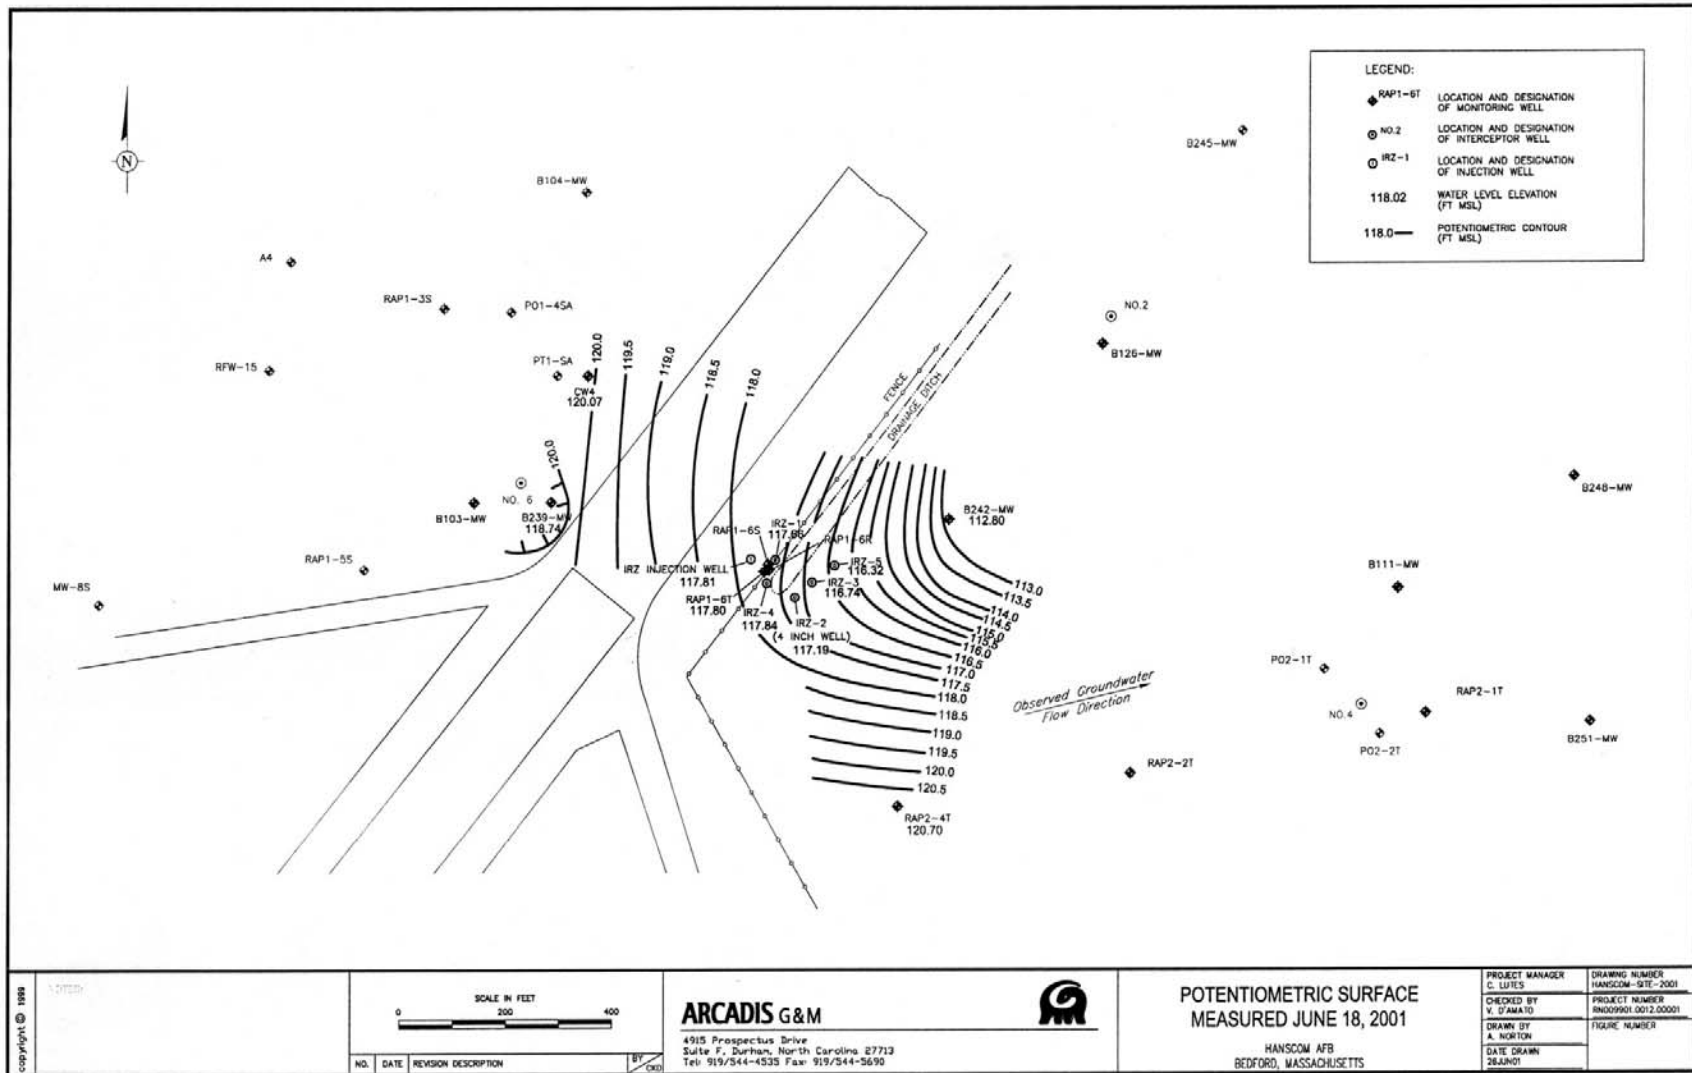 LEGEND:
RAP1-6T LOCATION AND DESIGNATION
OF MONITORING WELL
NO.2 LOCATION AND DESIGNATION
OF INTERCEPTOR WELL
IRZ-1 LOCATION AND DESIGNATION
OF INJECTION WELL
118.02 WATER LEVEL ELEVATION
(FT MSL)
118.0 POTENTIOMETRIC CONTOUR
(FT MSL)
N
B245-MW
B104-MW
A4
RAP1-3S
P01-4SA
NO.2
B126-MW
RFW-15
PT1-SA
CW4
120.07
120.0
119.5
119.0
118.5
118.0
FENCE
DRAINAGE DITCH
120.0
NO. 6
B103-MW
B239-MW
118.74
B248-MW
B242-MW
112.80
RAP1-6S
IRZ-1
117.68
RAP1-6R
RAP1-5S
IRZ INJECTION WELL
117.81
IRZ-5
116.32
IRZ-3
116.74
B111-MW
MW-8S
RAP1-6T
117.80
IRZ-4
117.84
IRZ-2
(4 INCH WELL)
117.19
113.0
113.5
114.0
114.5
115.0
115.5
116.0
116.5
117.0
117.5
118.0
118.5
119.0
119.5
120.0
120.5
Observed Groundwater
Flow Direction
PO2-1T
RAP2-1T
NO.4
PO2-2T
B251-MW
RAP2-2T
RAP2-4T
120.70
copyright © 1999
SCALE IN FEET
0 200 400
NO. DATE REVISION DESCRIPTION BY CKD
ARCADIS G&M
4915 Prospectus Drive
Suite F, Durham, North Carolina 27713
Tel: 919/544-4535 Fax: 919/544-5690
POTENTIOMETRIC SURFACE
MEASURED JUNE 18, 2001
HANSCOM AFB
BEDFORD, MASSACHUSETTS
PROJECT MANAGER
C. LUTES
DRAWING NUMBER
HANSCOM-SITE-2001
CHECKED BY
V. D'AMATO
PROJECT NUMBER
RN009901.0012.00001
DRAWN BY
A. NORTON
FIGURE NUMBER
DATE DRAWN
26JUN01